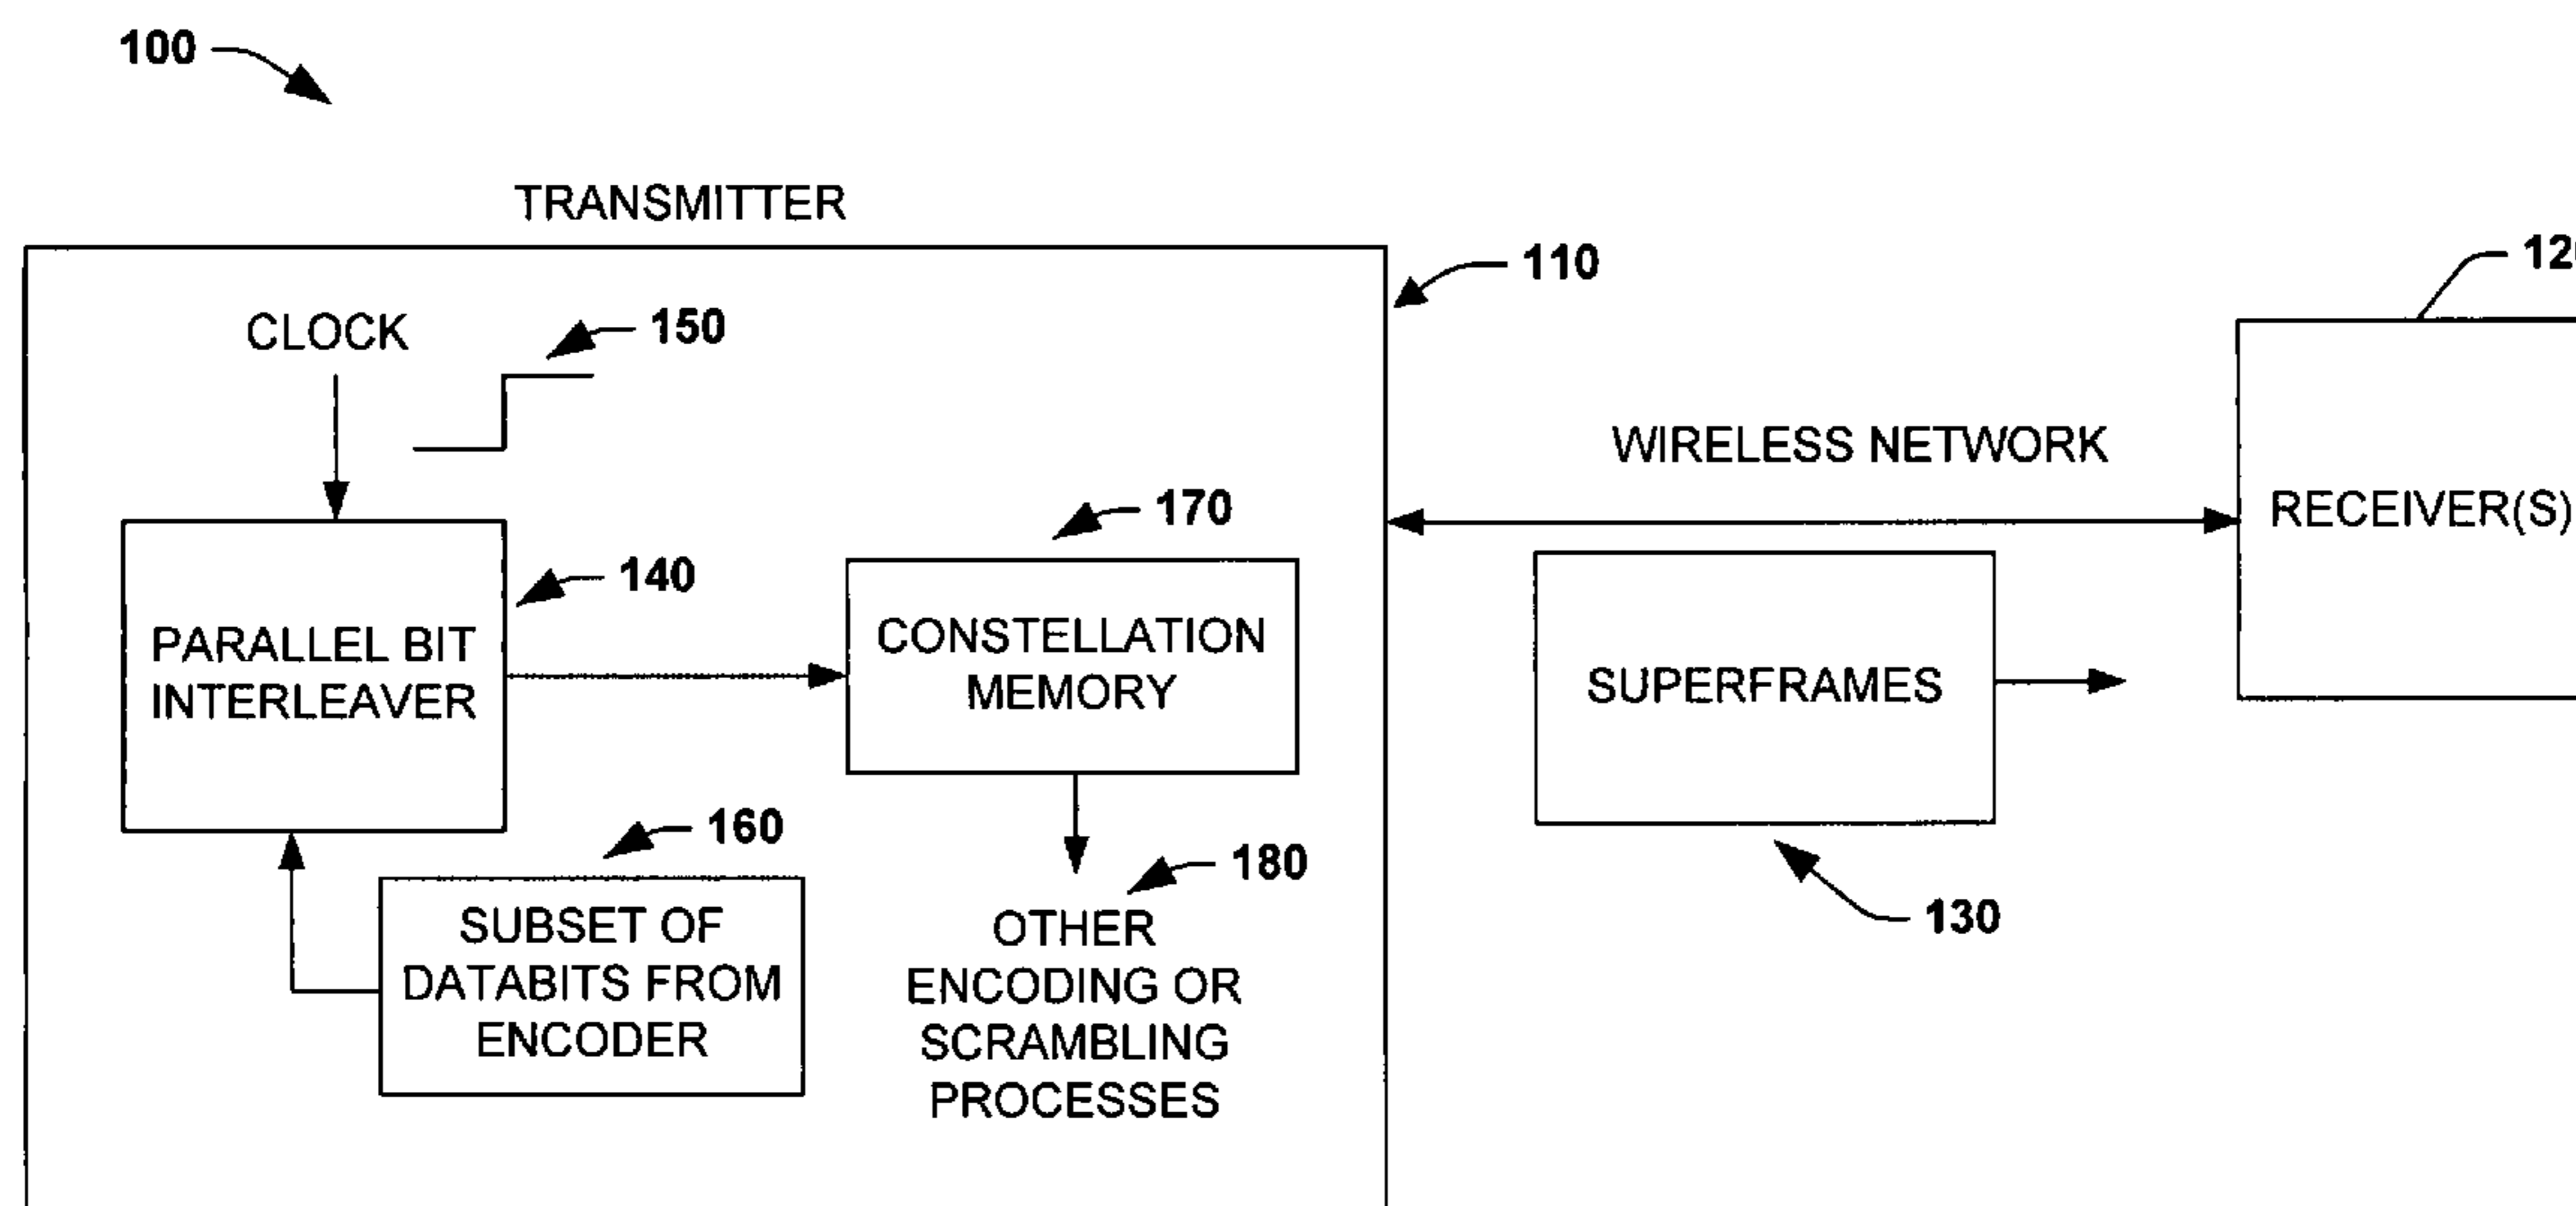 100
TRANSMITTER
110
120
CLOCK
150
WIRELESS NETWORK
RECEIVER(S)
170
140
PARALLEL BIT
INTERLEAVER
CONSTELLATION
MEMORY
SUPERFRAMES
160
180
130
SUBSET OF
DATABITS FROM
ENCODER
OTHER
ENCODING OR
SCRAMBLING
PROCESSES